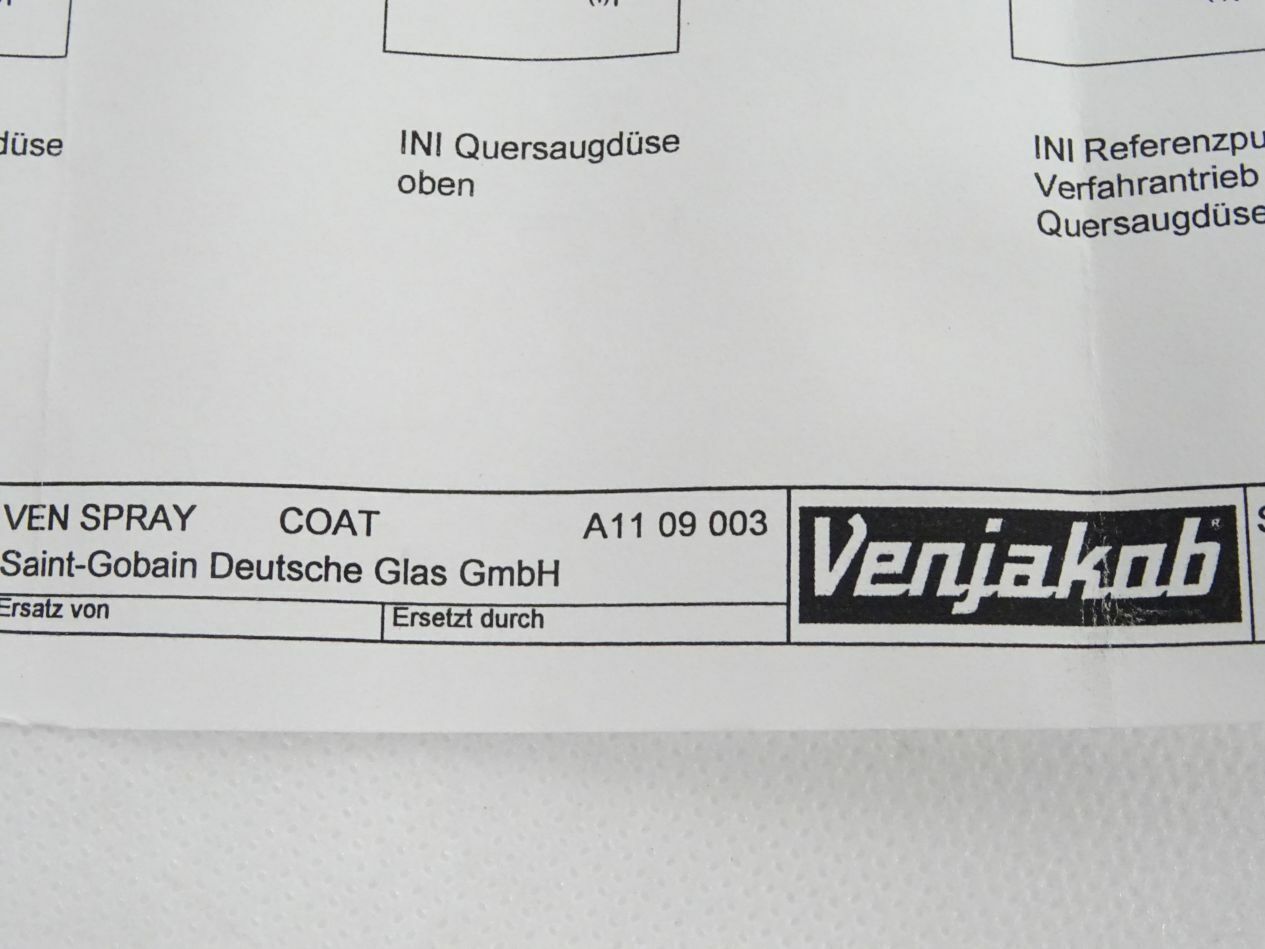 düse
INI Quersaugdüse
oben
INI Referenzpu
Verfahrantrieb
Quersaugdüse
VEN SPRAY COAT A11 09 003
Saint-Gobain Deutsche Glas GmbH
Ersatz von
Ersetzt durch
Venjakob®